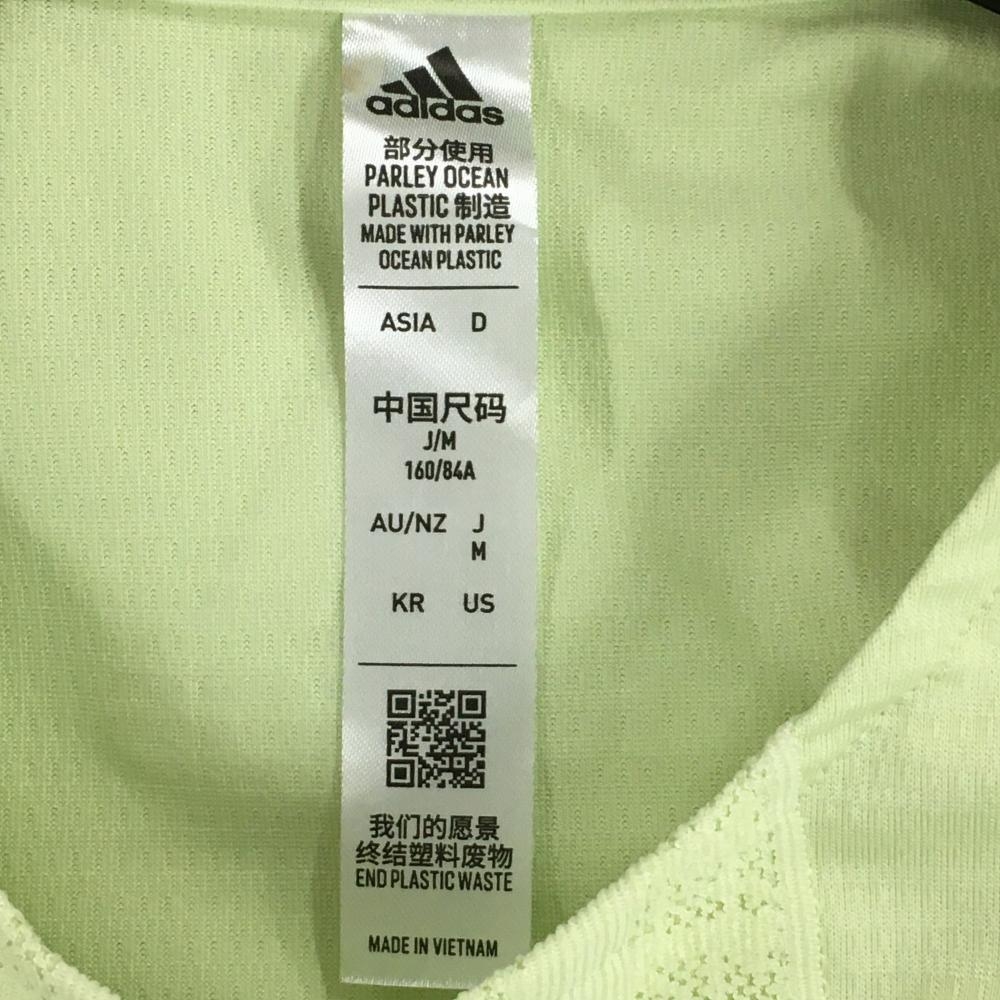 adidas
部分使用
PARLEY OCEAN
PLASTIC 制造
MADE WITH PARLEY
OCEAN PLASTIC
ASIA D
中国尺码
J/M
160/84A
AU/NZ J
M
KR US
我们的愿景
终结塑料废物
END PLASTIC WASTE
MADE IN VIETNAM